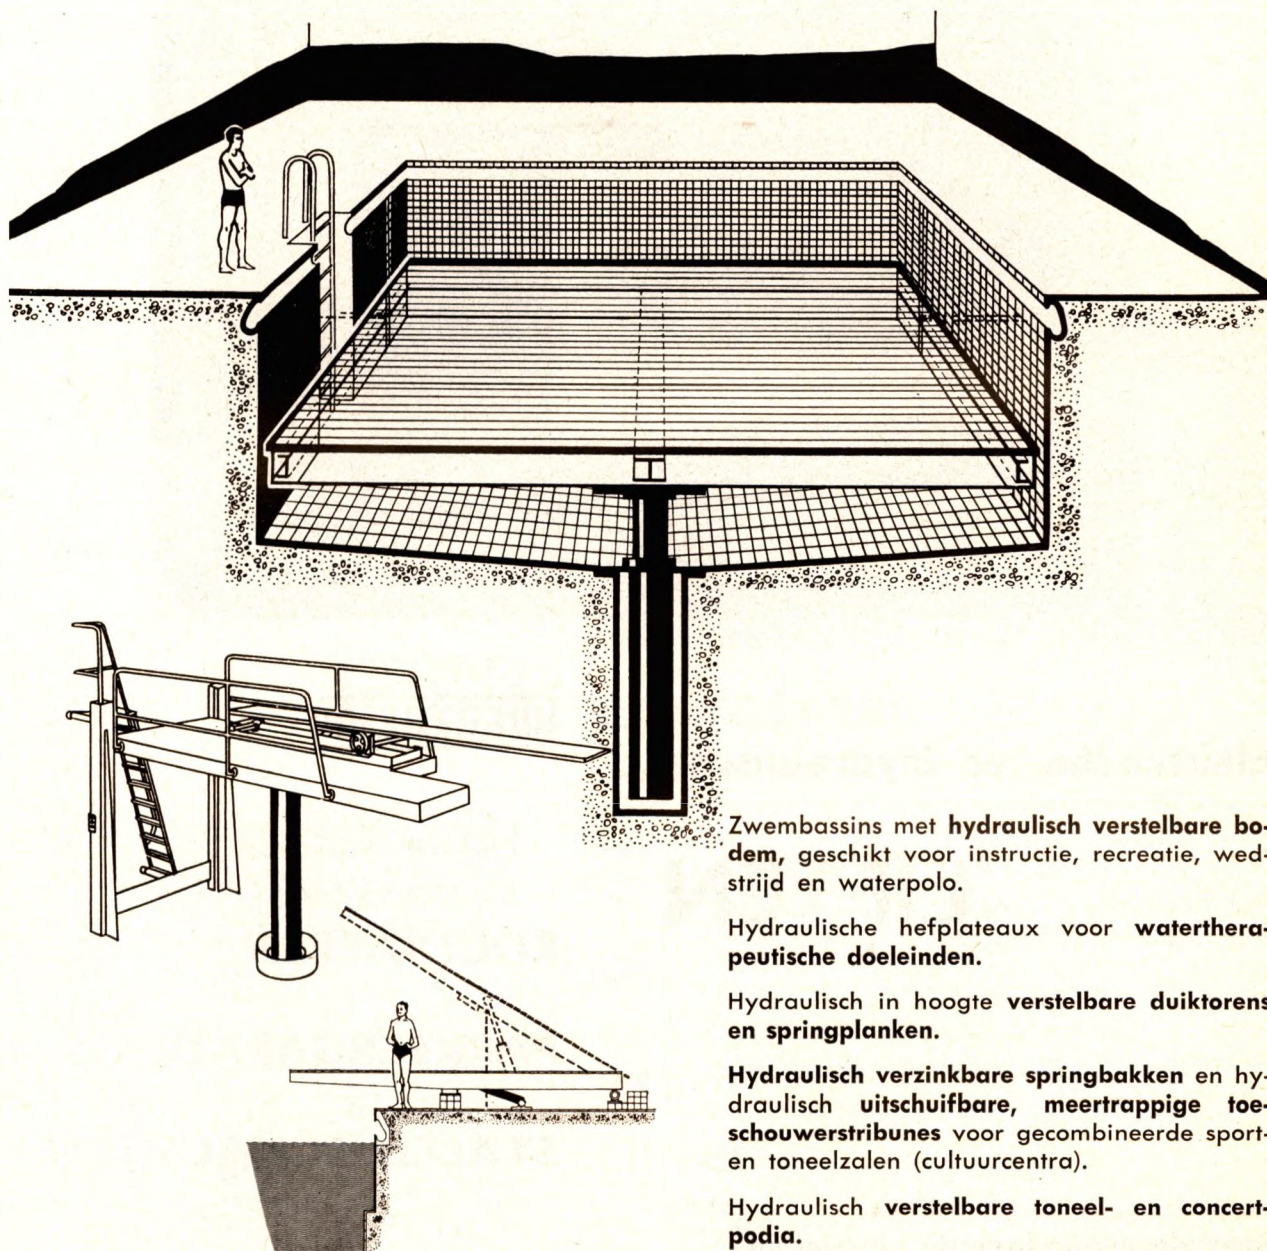 Zwembassins met hydraulisch verstelbare bo-
dem, geschikt voor instructie, recreatie, wed-
strijd en waterpolo.
Hydraulische hefplateaux voor waterthera-
peutische doeleinden.
Hydraulisch in hoogte verstelbare duiktorens
en springplanken.
Hydraulisch verzinkbare springbakken en hy-
draulisch uitschuifbare, meertrappige toe-
schouwerstribunes voor gecombineerde sport-
en toneelzalen (cultuurcentra).
Hydraulisch verstelbare toneel- en concert-
podia.